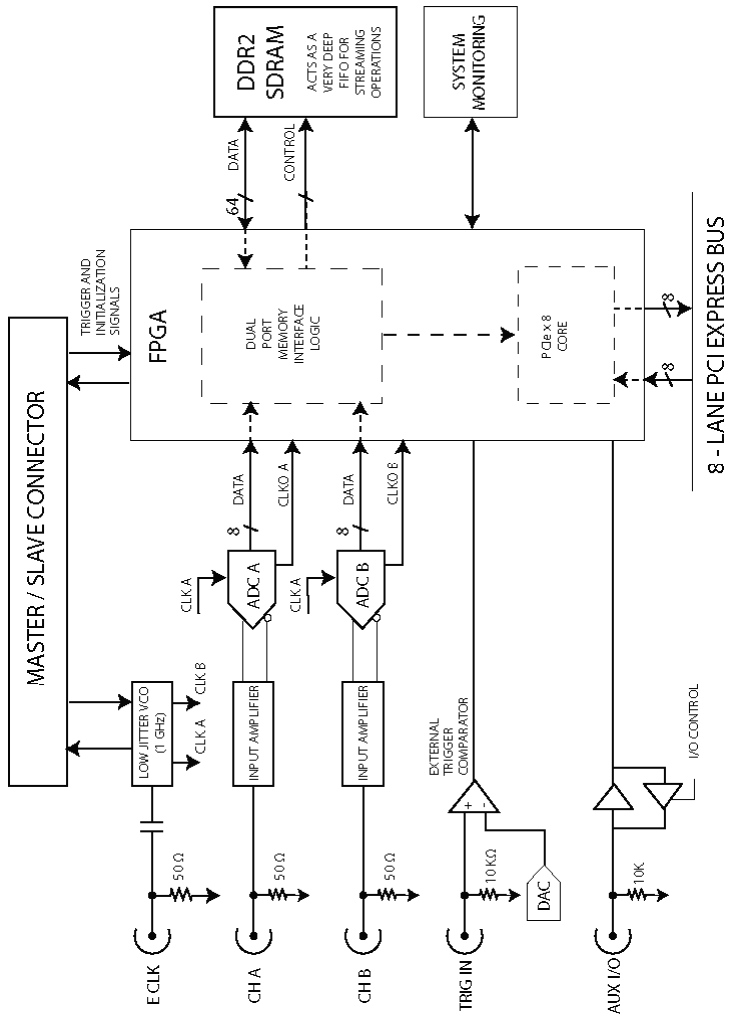 MASTER / SLAVE CONNECTOR
TRIGGER AND
INITIALIZATION
SIGNALS
E CLK
50 Ω
LOW JITTER VCO
(1 GHz)
CLK A
CLK B
CH A
50 Ω
INPUT AMPLIFIER
CLK A
ADC A
8
DATA
CLKO A
CH B
50 Ω
INPUT AMPLIFIER
CLK A
ADC B
8
DATA
CLKO B
TRIG IN
10 KΩ
DAC
+
-
EXTERNAL
TRIGGER
COMPARATOR
AUX I/O
10K
I/O CONTROL
FPGA
DUAL
PORT
MEMORY
INTERFACE
LOGIC
PCIe x 8
CORE
64
DATA
CONTROL
DDR2
SDRAM
ACTS AS A
VERY DEEP
FIFO FOR
STREAMING
OPERATIONS
SYSTEM
MONITORING
8
8
8 - LANE PCI EXPRESS BUS